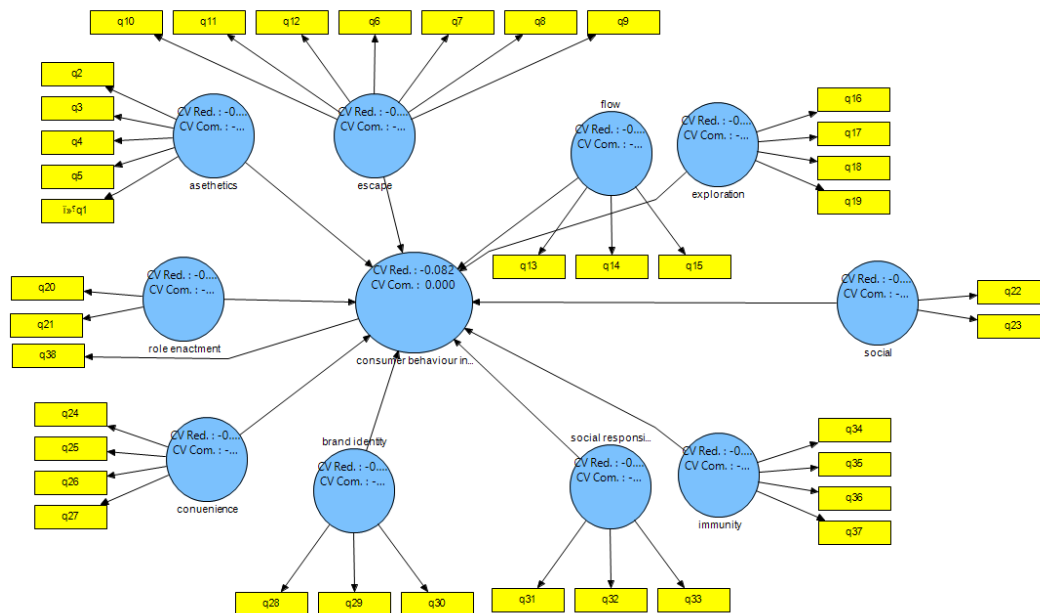 q10
q11
q12
q6
q7
q8
q9
q2
q3
q4
q5
ï»¿q1
CV Red. : -0....
CV Com. : -...
asethetics
CV Red. : -0....
CV Com. : -...
escape
flow
CV Red. : -0....
CV Com. : -...
CV Red. : -0....
CV Com. : -...
exploration
q16
q17
q18
q19
q13
q14
q15
q20
q21
q38
CV Red. : -0....
CV Com. : -...
role enactment
CV Red. : -0.082
CV Com. : 0.000
consumer behaviour in...
CV Red. : -0....
CV Com. : -...
social
q22
q23
q24
q25
q26
q27
CV Red. : -0....
CV Com. : -...
conuenience
brand identity
CV Red. : -0....
CV Com. : -...
q28
q29
q30
social responsi...
CV Red. : -0....
CV Com. : -...
q31
q32
q33
CV Red. : -0....
CV Com. : -...
immunity
q34
q35
q36
q37